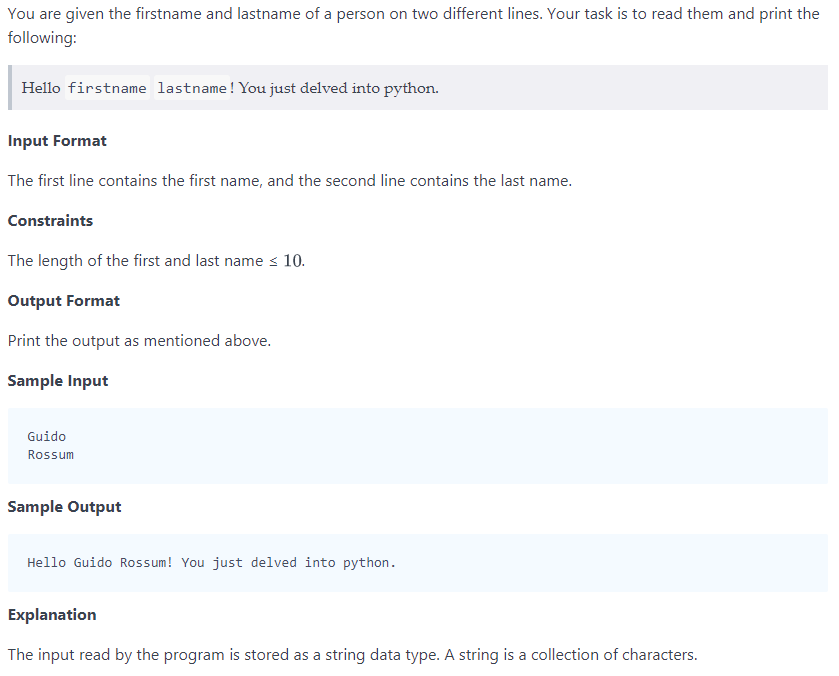 You are given the firstname and lastname of a person on two different lines. Your task is to read them and print the
following:
Hello firstname lastname! You just delved into python.
Input Format
The first line contains the first name, and the second line contains the last name.
Constraints
The length of the first and last name ≤ 10.
Output Format
Print the output as mentioned above.
Sample Input
Guido
Rossum
Sample Output
Hello Guido Rossum! You just delved into python.
Explanation
The input read by the program is stored as a string data type. A string is a collection of characters.